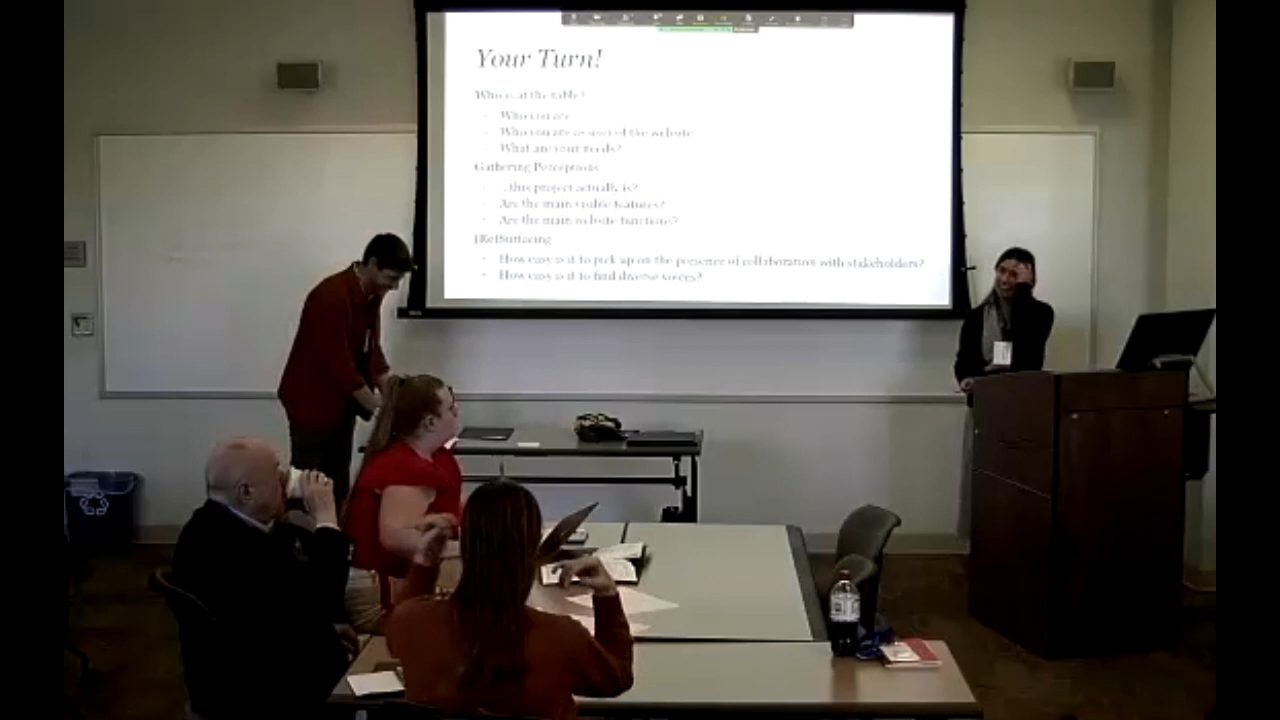 Your Turn!
Who is at the table?
- Who you are
- Who you are as user of the website
- What are your needs?
Gathering Perceptions
- ...this project actually is?
- Are the main visible features?
- Are the main website functions?
[Re]Surfacing
- How easy is it to pick up on the presence of collaboration with stakeholders?
- How easy is it to find diverse voices?